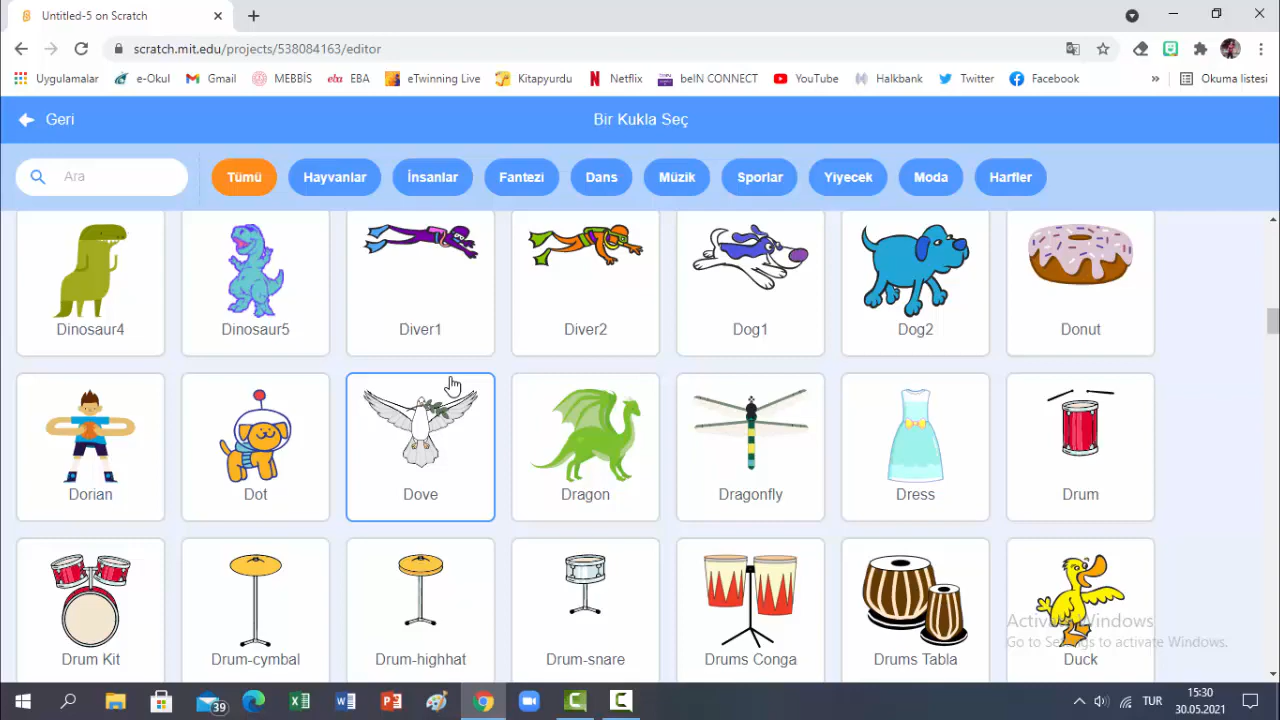 Untitled-5 on Scratch
scratch.mit.edu/projects/538084163/editor
Uygulamalar e-Okul Gmail MEBBİS eba EBA eTwinning Live Kitapyurdu Netflix beIN CONNECT YouTube Halkbank Twitter Facebook » Okuma listesi
Geri Bir Kukla Seç
Ara Tümü Hayvanlar İnsanlar Fantezi Dans Müzik Sporlar Yiyecek Moda Harfler
Dinosaur4 Dinosaur5 Diver1 Diver2 Dog1 Dog2 Donut
Dorian Dot Dove Dragon Dragonfly Dress Drum
Drum Kit Drum-cymbal Drum-highhat Drum-snare Drums Conga Drums Tabla Duck
Activate Windows
Go to Settings to activate Windows.
39 TUR 15:30
30.05.2021